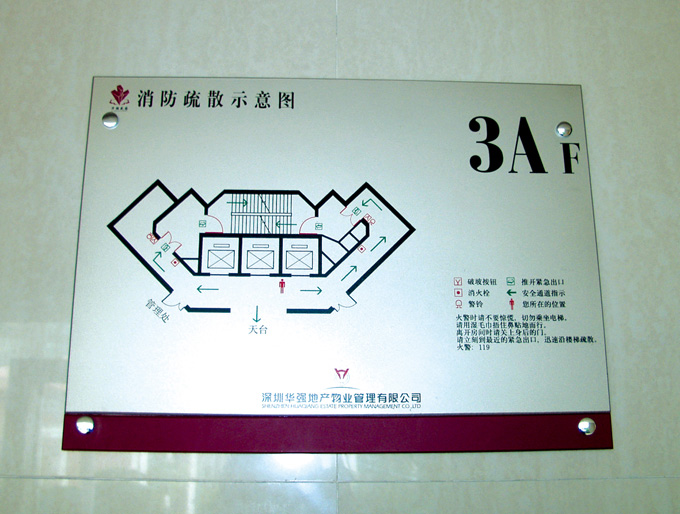 消防疏散示意图
3A F
管理处
天台
破玻按钮
推开紧急出口
消火栓
安全通道指示
警铃
您所在的位置
火警时请不要惊慌，切勿乘坐电梯。
请用湿毛巾捂住鼻贴地而行。
离开房间时请关上身后的门。
请立刻到最近的紧急出口，迅速沿楼梯疏散。
火警：119
深圳华强地产物业管理有限公司
SHENZHEN HUAQIANG ESTATE PROPERTY MANAGEMENT CO.,LTD